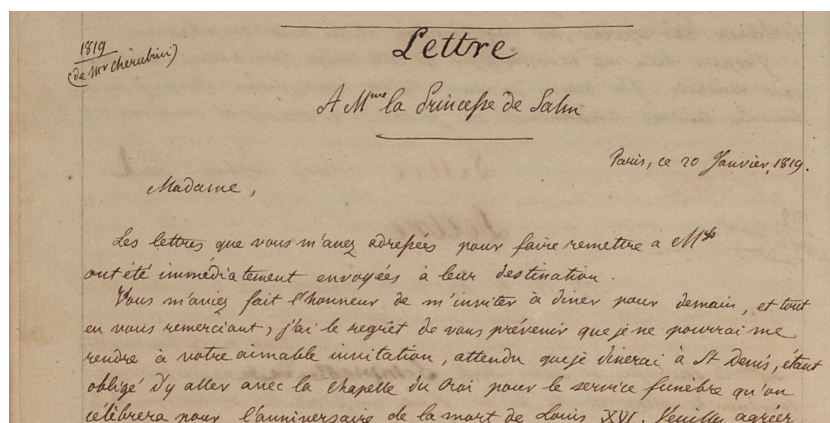 1819
(de Mr Cherubini)
Lettre
A Mme la Princesse de Salm
Paris, ce 20 Janvier, 1819.
Madame,
Les lettres que vous m'avez adressées pour faire remettre a Mrs
ont été immédiatement envoyées à leur destination.
Vous m'aviez fait l'honneur de m'inviter à diner pour demain, et tout
en vous remerciant, j'ai le regret de vous prévenir que je ne pourrai me
rendre à votre aimable invitation, attendu que je dinerai à St Denis, étant
obligé d'y aller avec la chapelle du Roi pour le service funèbre qu'on
célèbrera pour l'anniversaire de la mort de Louis XVI. Veuillez agréer